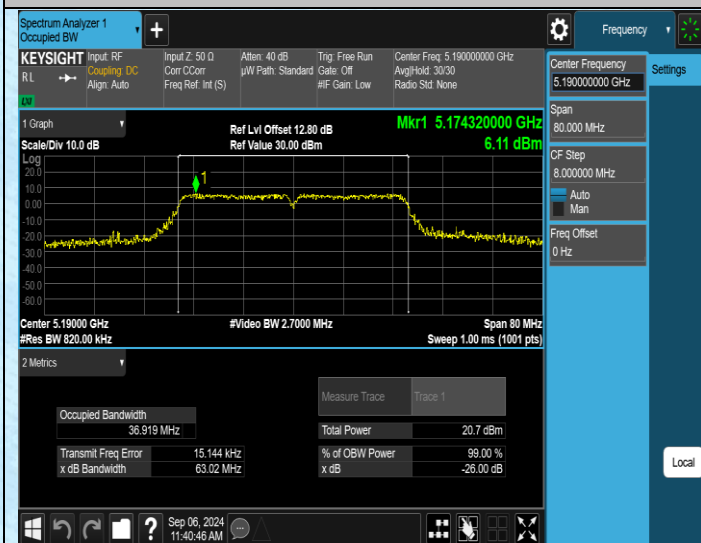 Spectrum Analyzer 1
Occupied BW
Frequency
KEYSIGHT
Input: RF
Coupling: DC
Align: Auto
Input Z: 50 Ω
Corr CCorr
Freq Ref: Int (S)
Atten: 40 dB
µW Path: Standard
Trig: Free Run
Gate: Off
#IF Gain: Low
Center Freq: 5.190000000 GHz
Avg|Hold: 30/30
Radio Std: None
RL
LXI
Center Frequency
5.190000000 GHz
Settings
Span
80.000 MHz
CF Step
8.000000 MHz
Auto
Man
Freq Offset
0 Hz
1 Graph
Ref Lvl Offset 12.80 dB
Mkr1 5.174320000 GHz
Scale/Div 10.0 dB
Ref Value 30.00 dBm
6.11 dBm
Log
20.0
10.0
0.00
-10.0
-20.0
-30.0
-40.0
-50.0
-60.0
1
Center 5.19000 GHz
#Video BW 2.7000 MHz
Span 80 MHz
#Res BW 820.00 kHz
Sweep 1.00 ms (1001 pts)
2 Metrics
Measure Trace
Trace 1
Occupied Bandwidth
36.919 MHz
Total Power
20.7 dBm
Transmit Freq Error
15.144 kHz
% of OBW Power
99.00 %
x dB Bandwidth
63.02 MHz
x dB
-26.00 dB
Local
?
Sep 06, 2024
11:40:46 AM